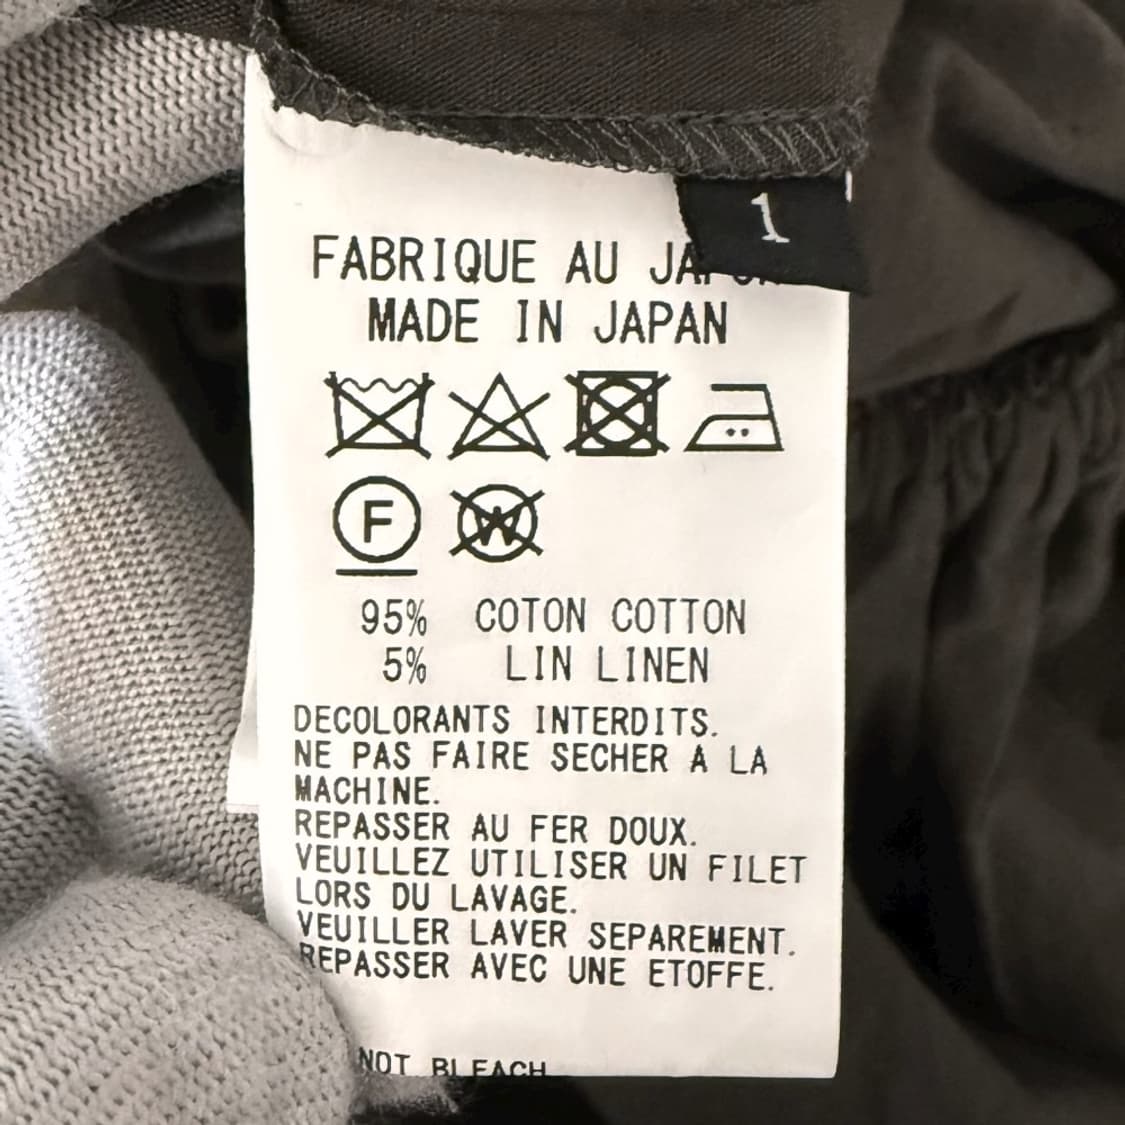 1
FABRIQUE AU
MADE IN JAPAN
F
W
95% COTON COTTON
5% LIN LINEN
DECOLORANTS INTERDITS.
NE PAS FAIRE SECHER A LA
MACHINE.
REPASSER AU FER DOUX.
VEUILLEZ UTILISER UN FILET
LORS DU LAVAGE.
VEUILLER LAVER SEPAREMENT.
REPASSER AVEC UNE ETOFFE.
NOT BLEACH